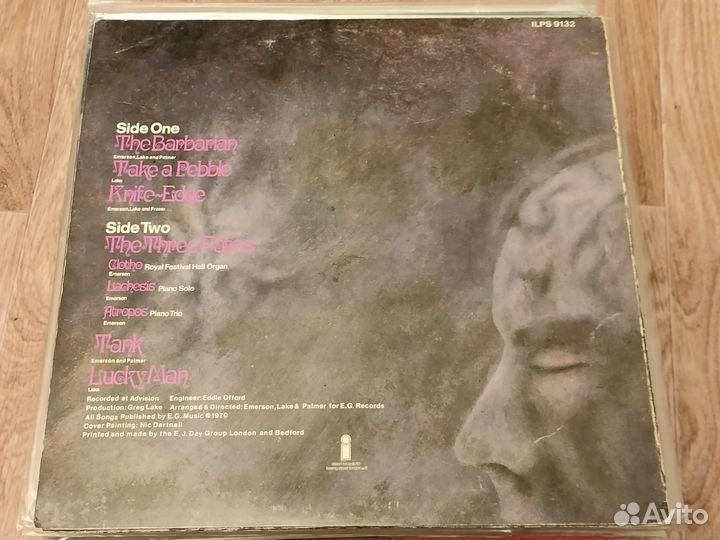 ILPS 9132
Side One
The Barbarian
Emerson, Lake and Palmer
Take a Pebble
Lake
Knife-Edge
Emerson, Lake and Fraser
Side Two
The Three Fates
Clotho Royal Festival Hall Organ
Emerson
Lachesis Piano Solo
Emerson
Atropos Piano Trio
Emerson
Tank
Emerson and Palmer
Lucky Man
Lake
Recorded at Advision Engineer: Eddie Offord
Production: Greg Lake Arranged & Directed: Emerson, Lake & Palmer for E.G. Records
All Songs Published by E.G. Music ©1970
Cover Painting: Nic Dartnell
Printed and made by the E.J. Day Group London and Bedford
i
Avito